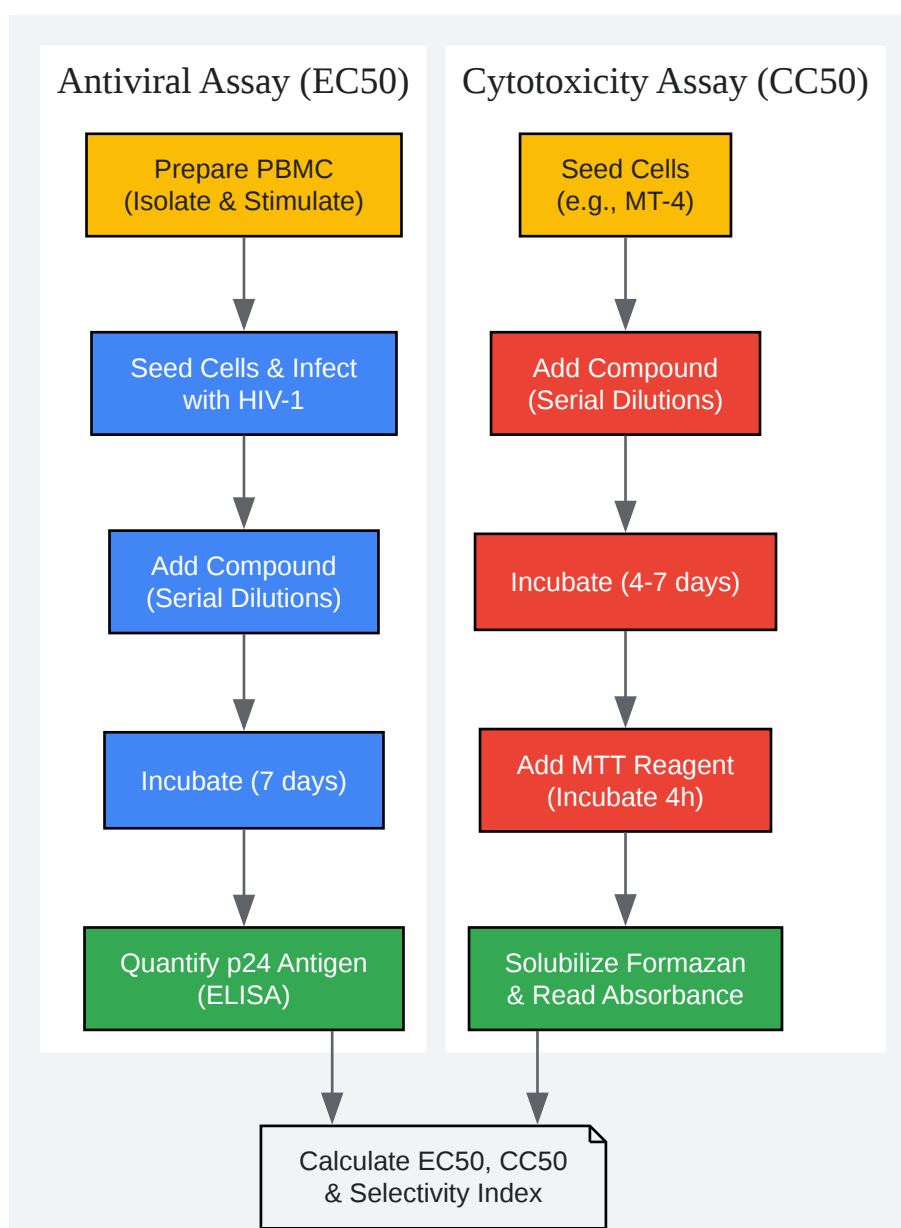 Antiviral Assay (EC50)
Prepare PBMC
(Isolate & Stimulate)
Seed Cells & Infect
with HIV-1
Add Compound
(Serial Dilutions)
Incubate (7 days)
Quantify p24 Antigen
(ELISA)
Cytotoxicity Assay (CC50)
Seed Cells
(e.g., MT-4)
Add Compound
(Serial Dilutions)
Incubate (4-7 days)
Add MTT Reagent
(Incubate 4h)
Solubilize Formazan
& Read Absorbance
Calculate EC50, CC50
& Selectivity Index